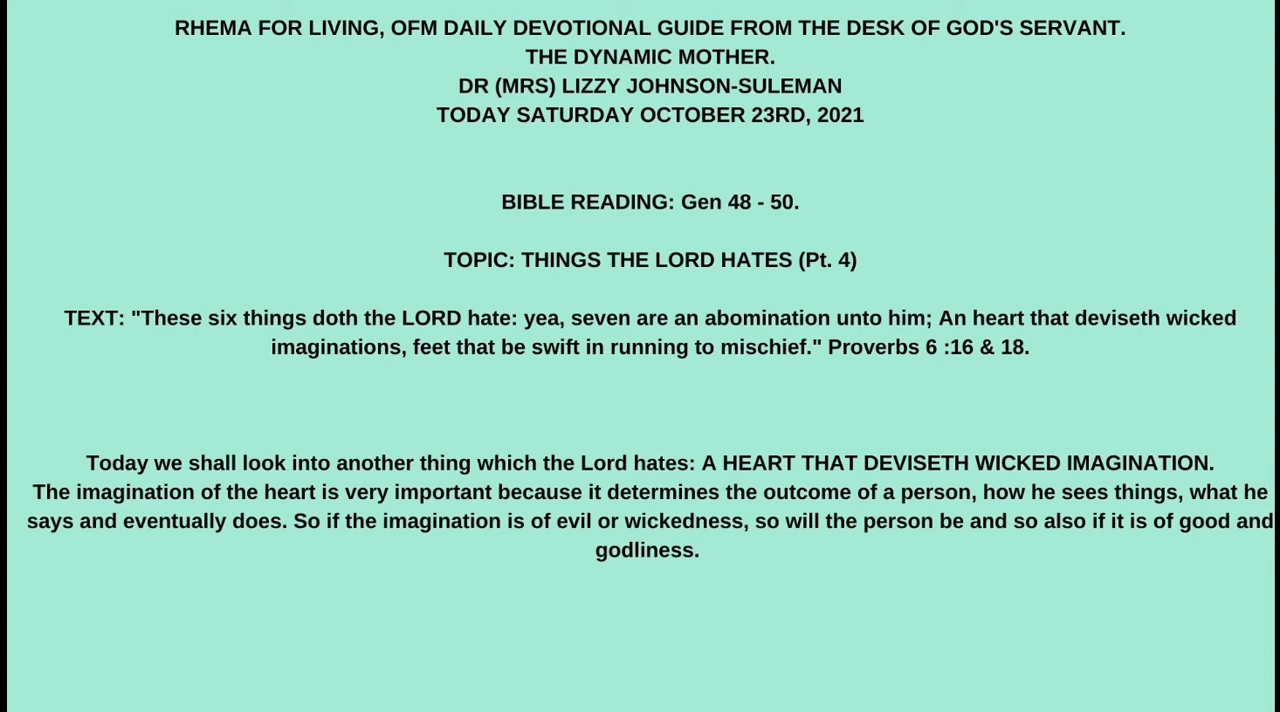 RHEMA FOR LIVING, OFM DAILY DEVOTIONAL GUIDE FROM THE DESK OF GOD'S SERVANT.
THE DYNAMIC MOTHER.
DR (MRS) LIZZY JOHNSON-SULEMAN
TODAY SATURDAY OCTOBER 23RD, 2021
BIBLE READING: Gen 48 - 50.
TOPIC: THINGS THE LORD HATES (Pt. 4)
TEXT: "These six things doth the LORD hate: yea, seven are an abomination unto him; An heart that deviseth wicked
imaginations, feet that be swift in running to mischief." Proverbs 6 :16 & 18.
Today we shall look into another thing which the Lord hates: A HEART THAT DEVISETH WICKED IMAGINATION.
The imagination of the heart is very important because it determines the outcome of a person, how he sees things, what he
says and eventually does. So if the imagination is of evil or wickedness, so will the person be and so also if it is of good and
godliness.